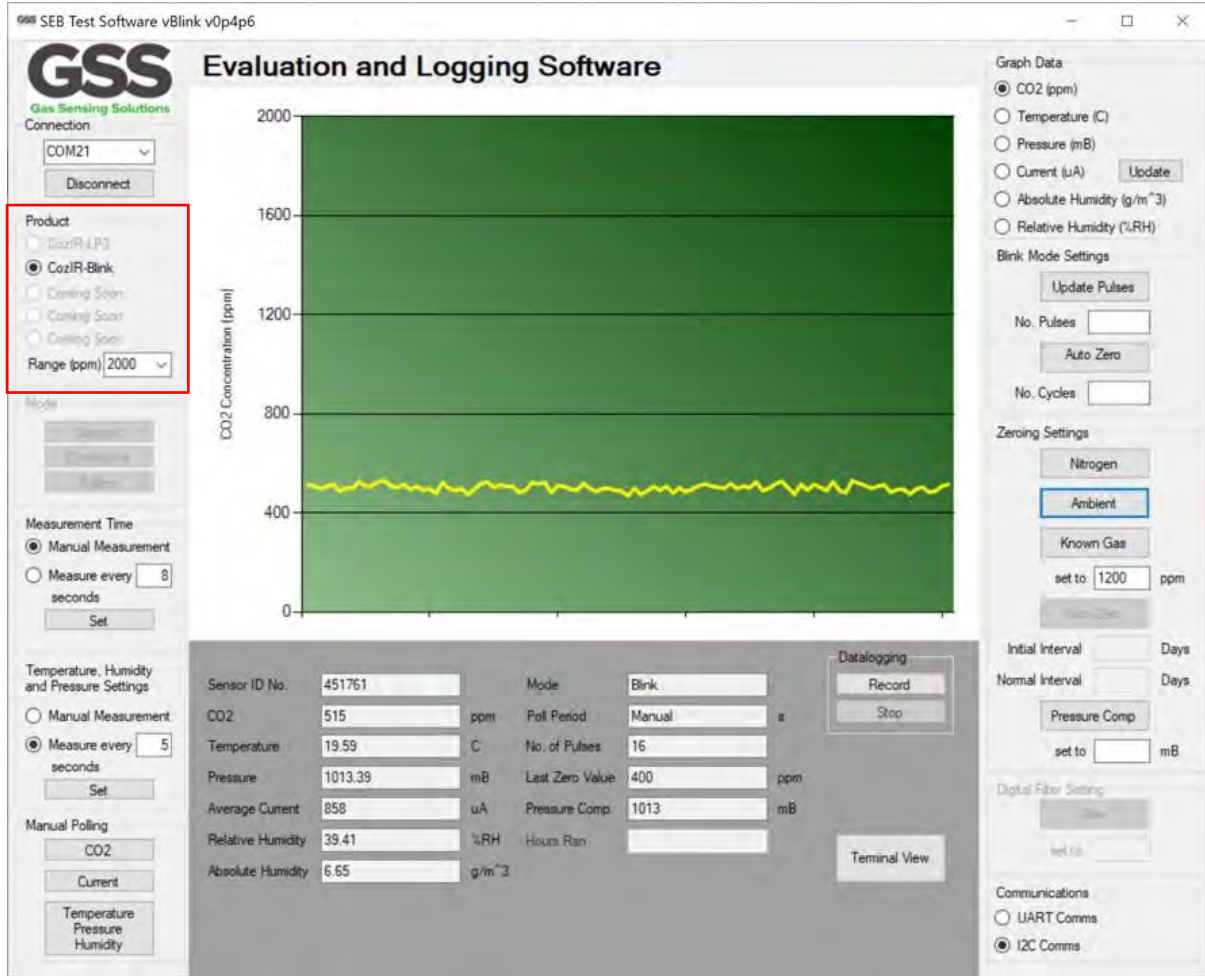 GSS SEB Test Software vBlink v0p4p6
GSS
Gas Sensing Solutions
Evaluation and Logging Software
Connection
COM21
Disconnect
Product
CozIR-LP3
CozIR-Blink
Coming Soon
Coming Soon
Coming Soon
Range (ppm) 2000
Mode
Measurement Time
Manual Measurement
Measure every 8
seconds
Set
Temperature, Humidity
and Pressure Settings
Manual Measurement
Measure every 5
seconds
Set
Manual Polling
CO2
Current
Temperature
Pressure
Humidity
CO2 Concentration (ppm)
2000
1600
1200
800
400
0
Sensor ID No. 451761
CO2 515 ppm
Temperature 19.59 C
Pressure 1013.39 mB
Average Current 858 uA
Relative Humidity 39.41 %RH
Absolute Humidity 6.65 g/m^3
Mode Blink
Poll Period Manual s
No. of Pulses 16
Last Zero Value 400 ppm
Pressure Comp 1013 mB
Hours Ran
Datalogging
Record
Stop
Terminal View
Graph Data
CO2 (ppm)
Temperature (C)
Pressure (mB)
Current (uA) Update
Absolute Humidity (g/m^3)
Relative Humidity (%RH)
Blink Mode Settings
Update Pulses
No. Pulses
Auto Zero
No. Cycles
Zeroing Settings
Nitrogen
Ambient
Known Gas
set to 1200 ppm
Initial Interval Days
Normal Interval Days
Pressure Comp
set to mB
Digital Filter Setting
set to
Communications
UART Comms
I2C Comms